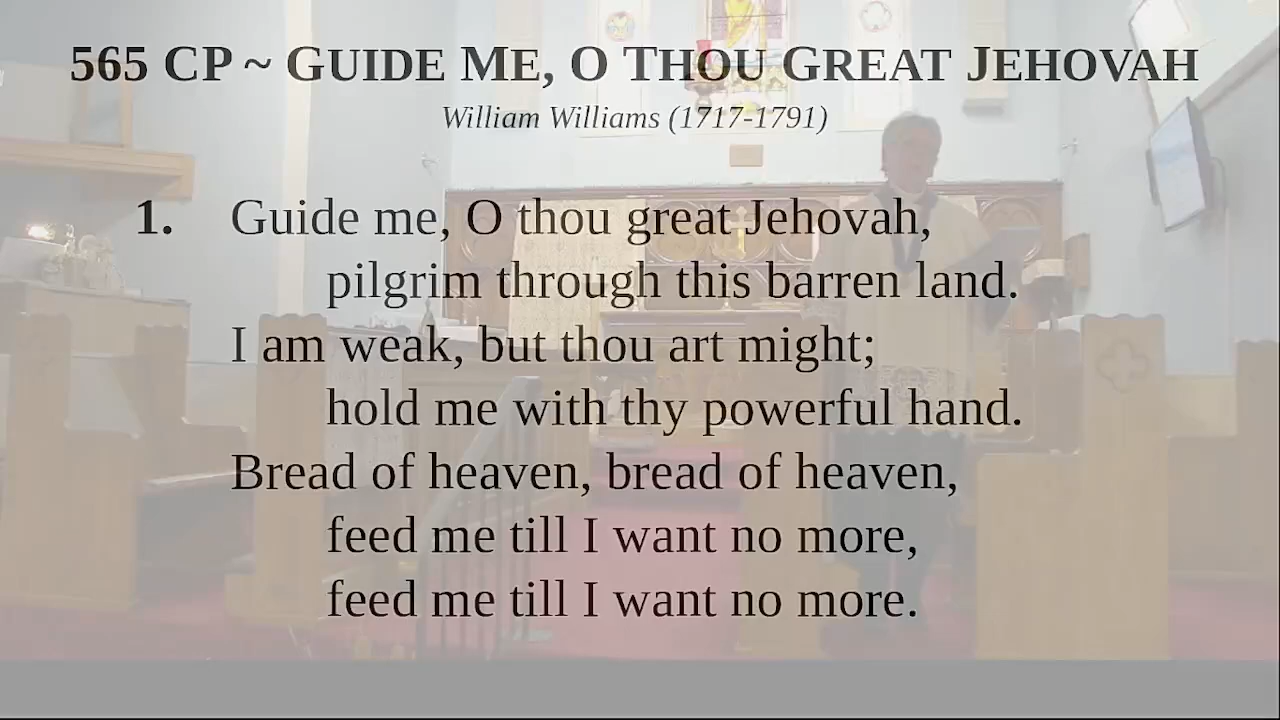 565 CP ~ GUIDE ME, O THOU GREAT JEHOVAH
William Williams (1717-1791)
1. Guide me, O thou great Jehovah,
pilgrim through this barren land.
I am weak, but thou art might;
hold me with thy powerful hand.
Bread of heaven, bread of heaven,
feed me till I want no more,
feed me till I want no more.